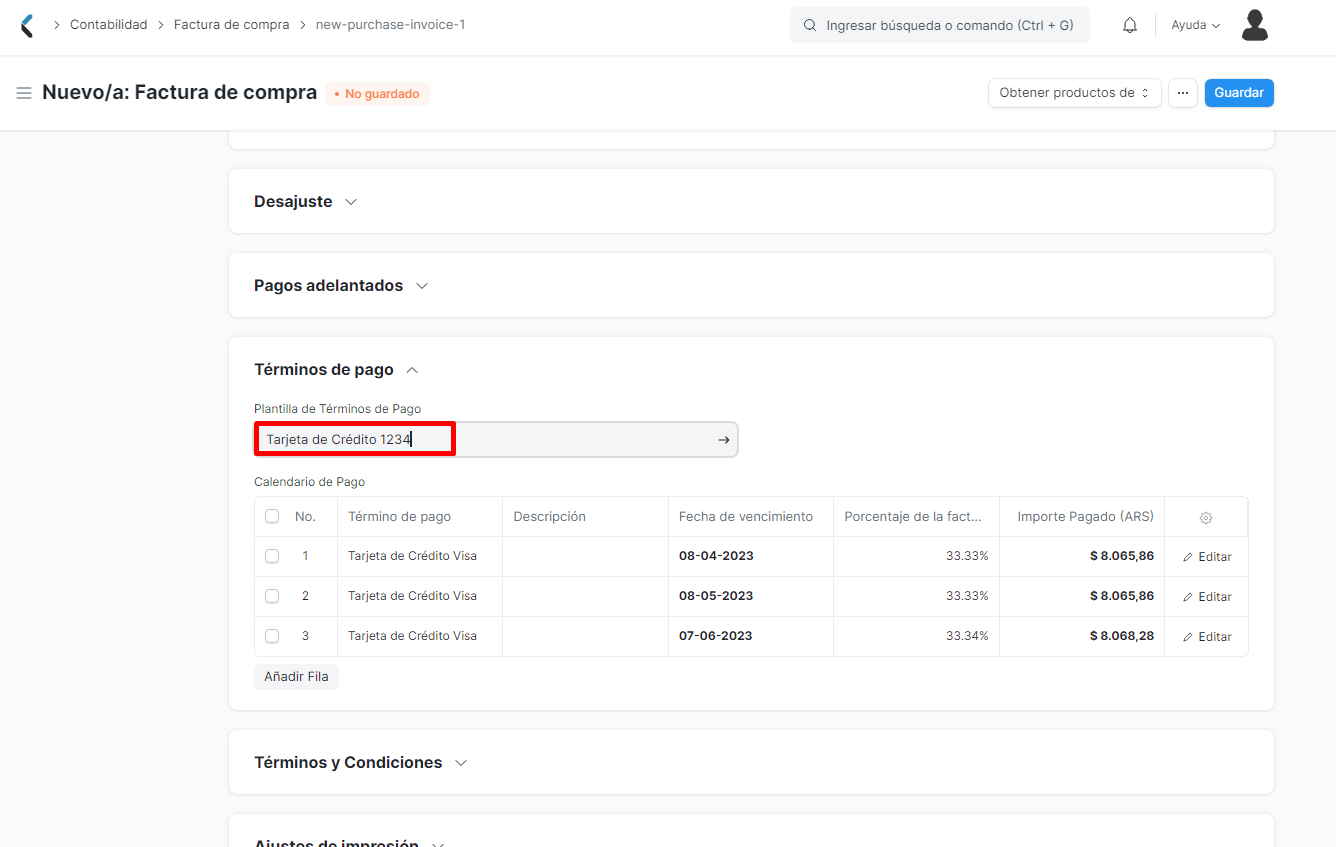 Contabilidad
Factura de compra
new-purchase-invoice-1
Ingresar búsqueda o comando (Ctrl + G)
Ayuda
Nuevo/a: Factura de compra
• No guardado
Obtener productos de
···
Guardar
Desajuste
Pagos adelantados
Términos de pago
Plantilla de Términos de Pago
Tarjeta de Crédito 1234
Calendario de Pago
No. Término de pago Descripción Fecha de vencimiento Porcentaje de la fact... Importe Pagado (ARS)
1 Tarjeta de Crédito Visa 08-04-2023 33.33% $ 8.065,86 Editar
2 Tarjeta de Crédito Visa 08-05-2023 33.33% $ 8.065,86 Editar
3 Tarjeta de Crédito Visa 07-06-2023 33.34% $ 8.068,28 Editar
Añadir Fila
Términos y Condiciones
Ajustes de impresión